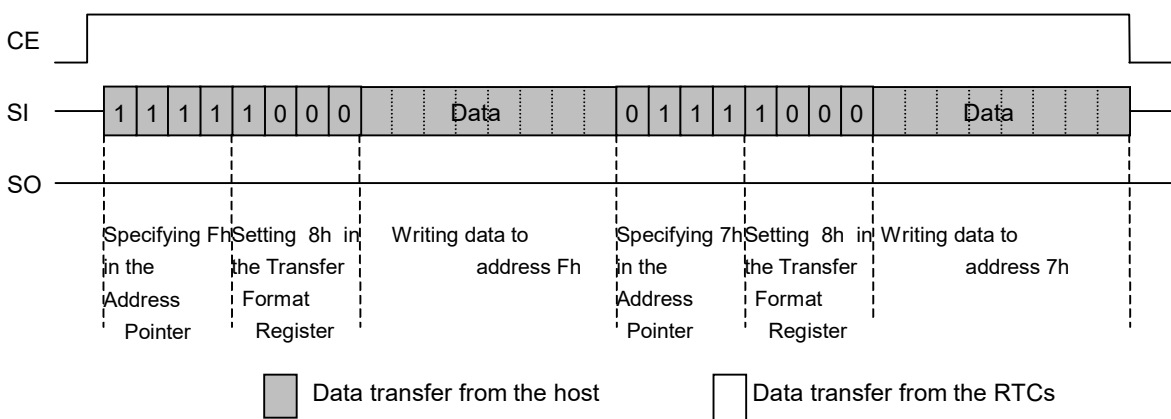 CE
SI 1 1 1 1 1 0 0 0 Data 0 1 1 1 1 0 0 0 Data
SO
Specifying Fh Setting 8h in Writing data to Specifying 7h Setting 8h in Writing data to
in the the Transfer address Fh in the the Transfer address 7h
Address Format Address Format
Pointer Register Pointer Register
Data transfer from the host Data transfer from the RTCs